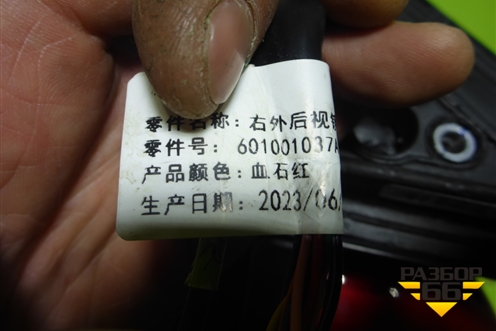 零件名称：右外后视
零件号：601001037
产品颜色：血石红
生产日期：2023/06
РАЗБОР
66